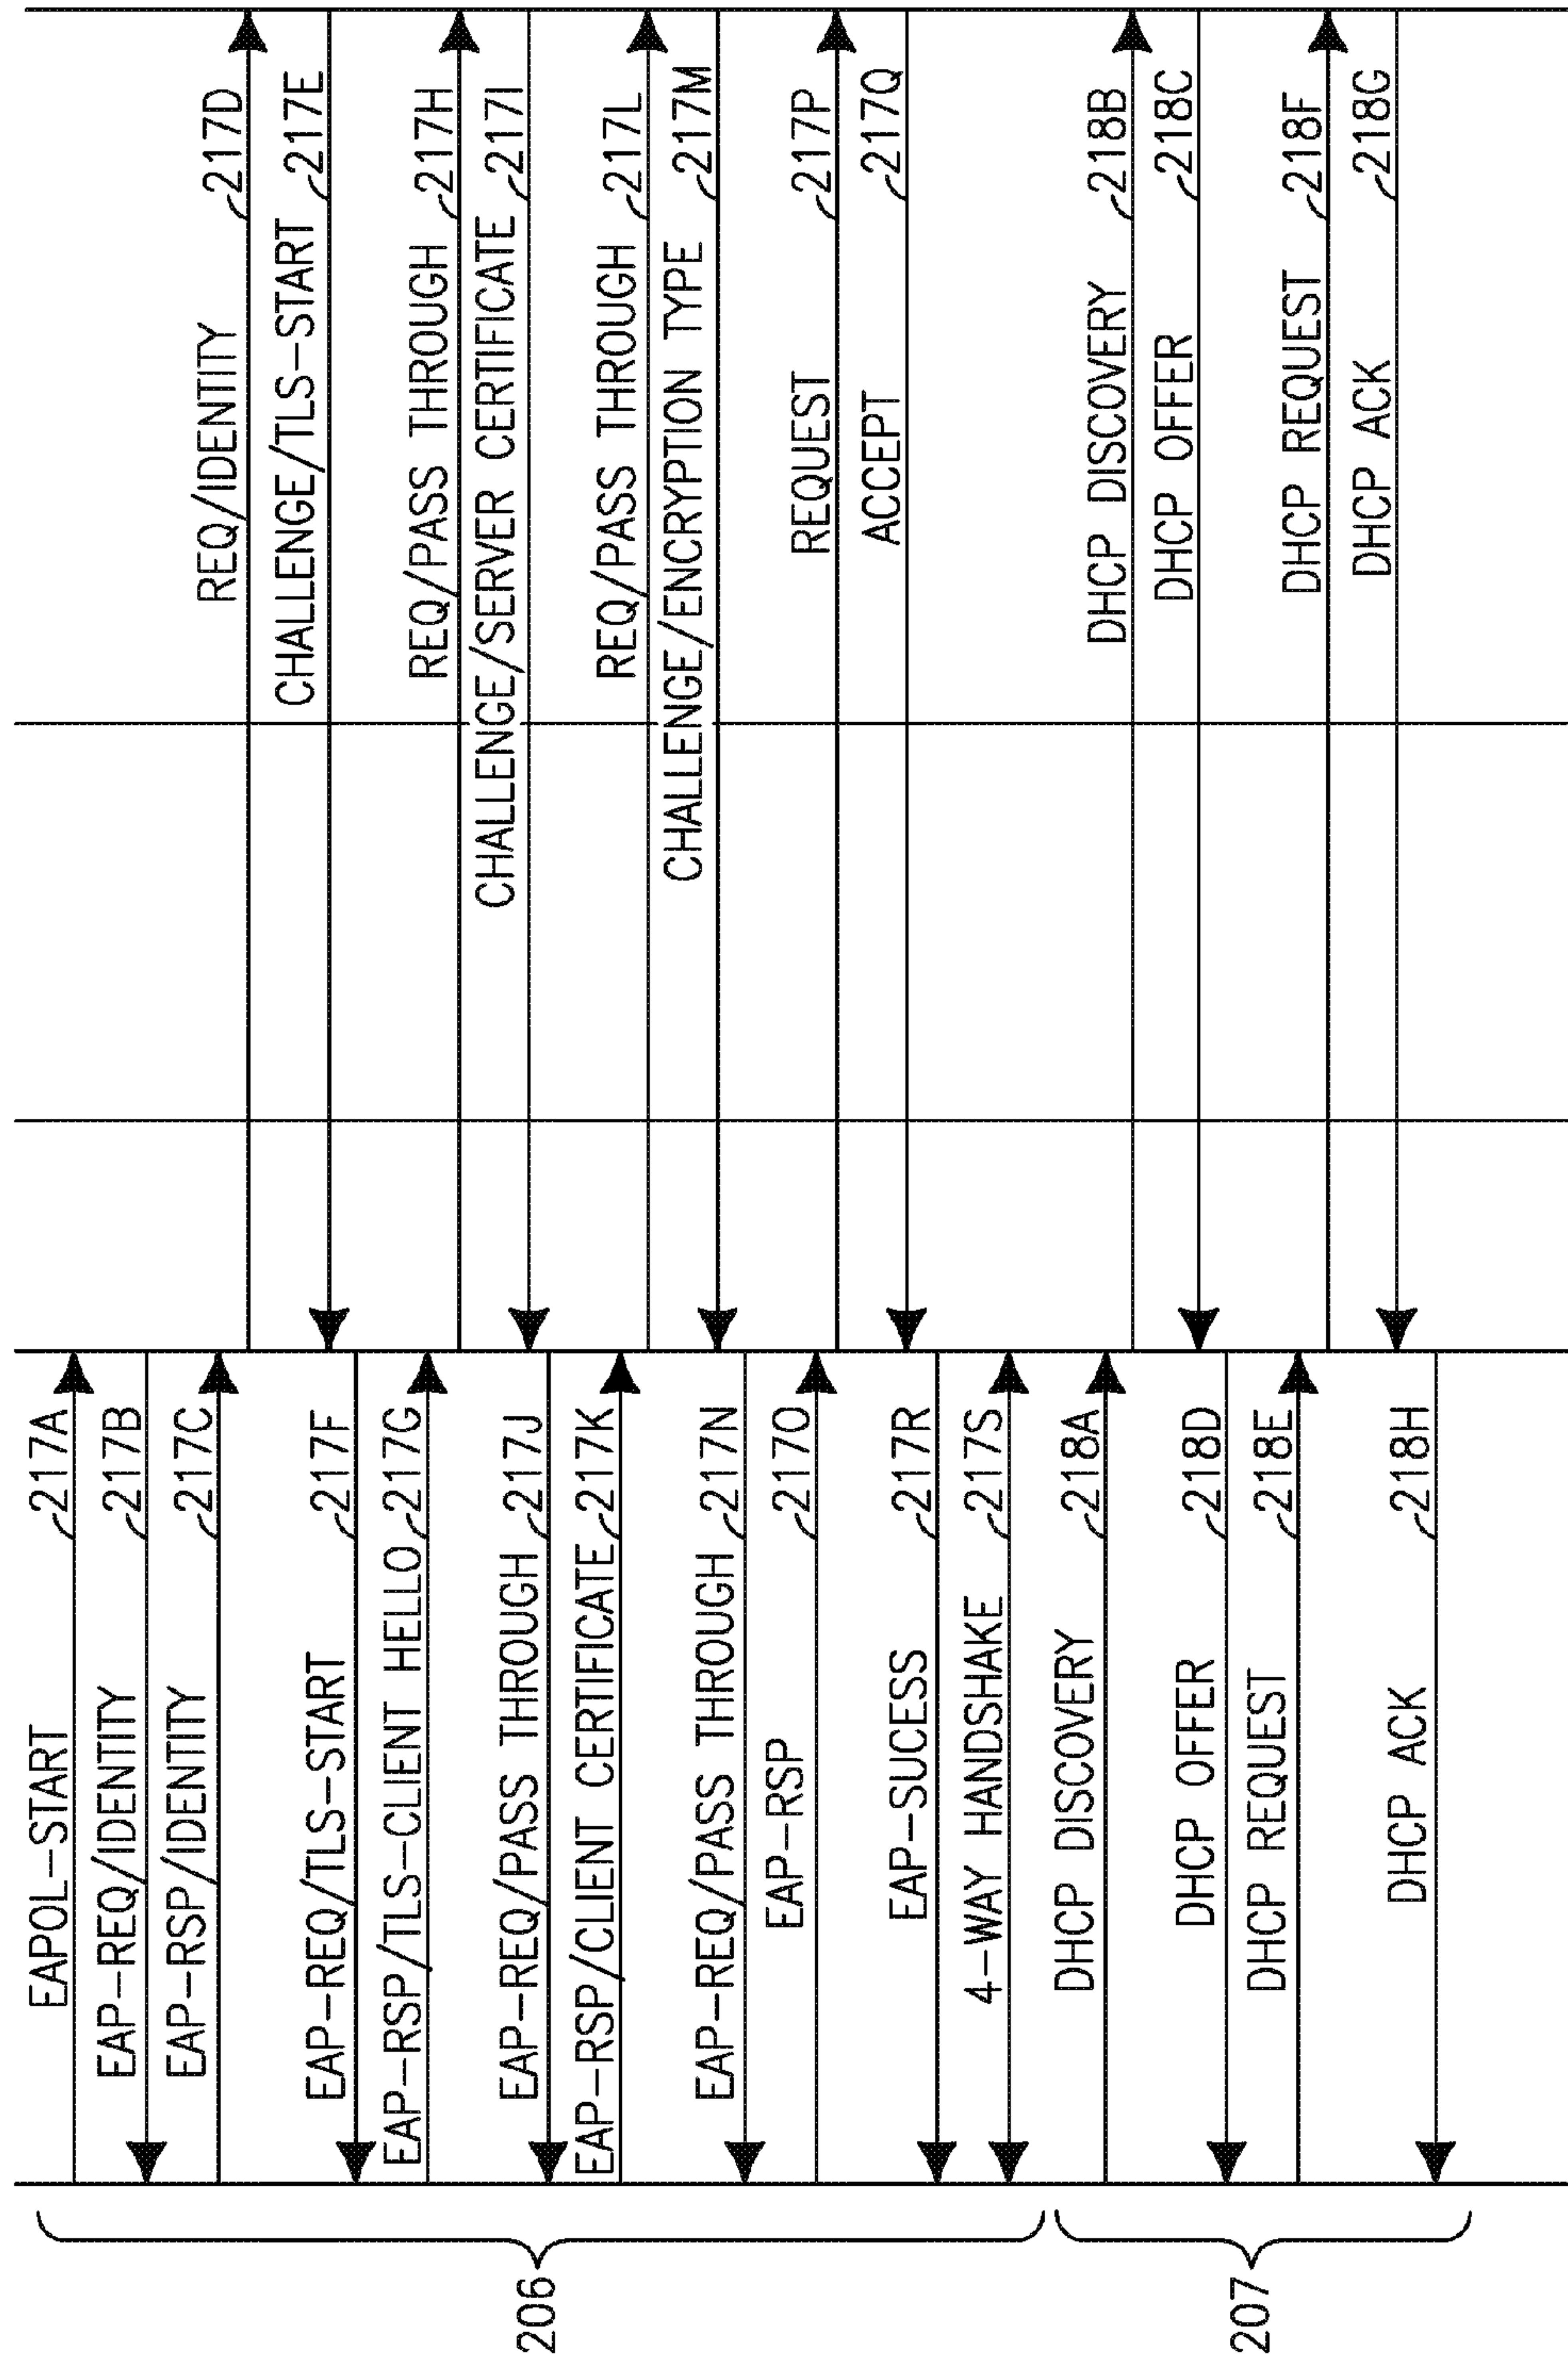 EAPOL-START 217A
EAP-REQ/IDENTITY 217B
EAP-RSP/IDENTITY 217C
REQ/IDENTITY 217D
CHALLENGE/TLS-START 217E
EAP-REQ/TLS-START 217F
EAP-RSP/TLS-CLIENT HELLO 217G
REQ/PASS THROUGH 217H
CHALLENGE/SERVER CERTIFICATE 217I
EAP-REQ/PASS THROUGH 217J
EAP-RSP/CLIENT CERTIFICATE 217K
REQ/PASS THROUGH 217L
CHALLENGE/ENCRYPTION TYPE 217M
EAP-REQ/PASS THROUGH 217N
EAP-RSP 217O
REQUEST 217P
ACCEPT 217Q
EAP-SUCCESS 217R
4-WAY HANDSHAKE 217S
206
DHCP DISCOVERY 218A
DHCP DISCOVERY 218B
DHCP OFFER 218C
DHCP OFFER 218D
DHCP REQUEST 218E
DHCP REQUEST 218F
DHCP ACK 218G
DHCP ACK 218H
207